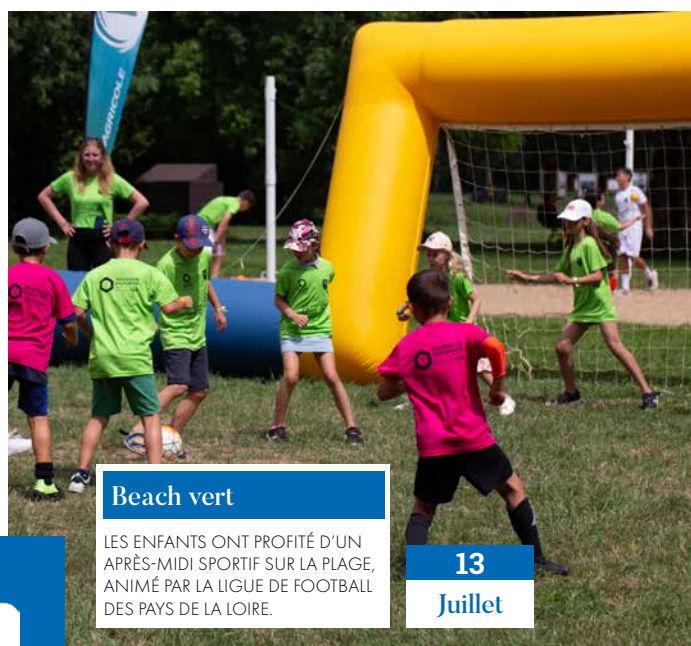 AGRICOLE
Beach vert
LES ENFANTS ONT PROFITÉ D'UN
APRÈS-MIDI SPORTIF SUR LA PLAGE,
ANIMÉ PAR LA LIGUE DE FOOTBALL
DES PAYS DE LA LOIRE.
13
Juillet